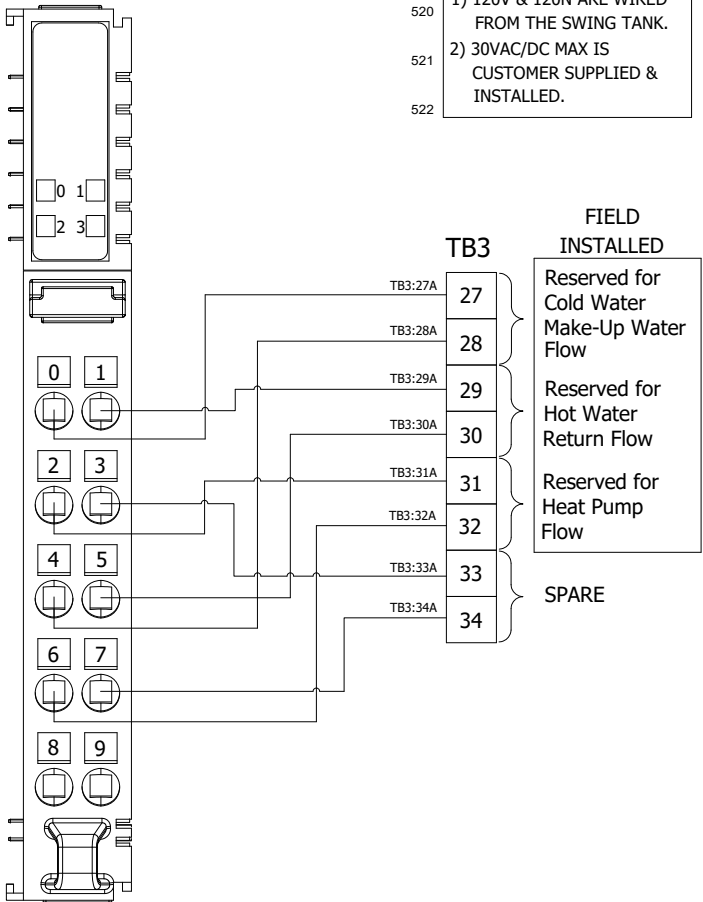 520
1) 120V & 120N ARE WIRED
FROM THE SWING TANK.
521
2) 30VAC/DC MAX IS
CUSTOMER SUPPLIED &
INSTALLED.
522
0 1
2 3
TB3
FIELD
INSTALLED
TB3:27A
27
Reserved for
Cold Water
Make-Up Water
Flow
TB3:28A
28
TB3:29A
29
Reserved for
Hot Water
Return Flow
TB3:30A
30
TB3:31A
31
Reserved for
Heat Pump
Flow
TB3:32A
32
TB3:33A
33
SPARE
TB3:34A
34
0 1
2 3
4 5
6 7
8 9